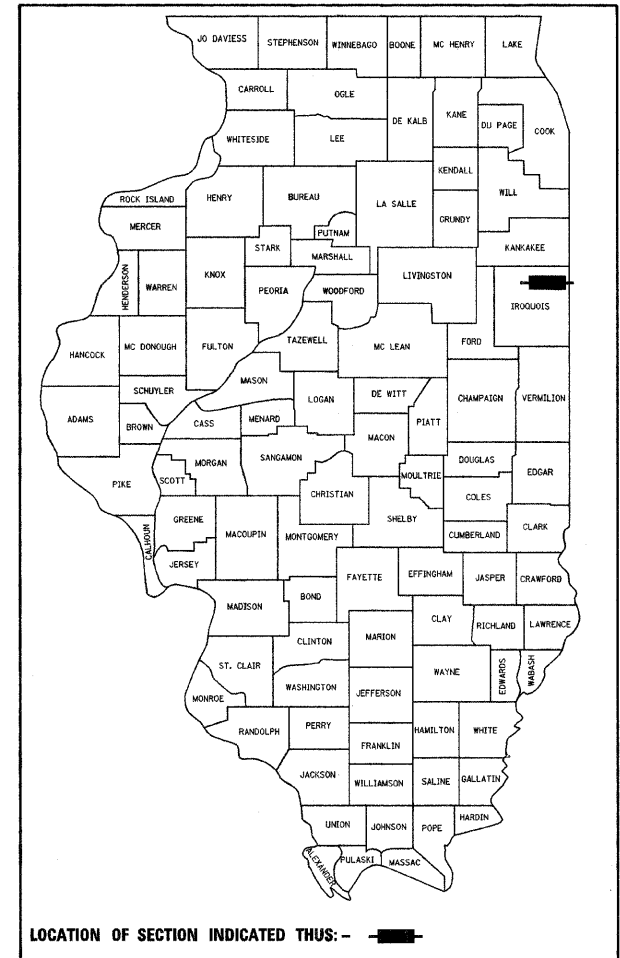 JO DAVIESS STEPHENSON WINNEBAGO BOONE MC HENRY LAKE
CARROLL OGLE
DE KALB KANE DU PAGE COOK
WHITESIDE LEE
KENDALL WILL
ROCK ISLAND HENRY BUREAU LA SALLE GRUNDY
MERCER PUTNAM
STARK MARSHALL KANKAKEE
HENDERSON WARREN KNOX PEORIA WOODFORD LIVINGSTON IROQUOIS
HANCOCK MC DONOUGH FULTON TAZEWELL MC LEAN FORD
MASON
SCHUYLER LOGAN DE WITT CHAMPAIGN VERMILION
ADAMS BROWN CASS MENARD MACON PIATT
MORGAN SANGAMON DOUGLAS EDGAR
PIKE SCOTT CHRISTIAN MOULTRIE COLES
GREENE SHELBY
CALHOUN MACOUPIN MONTGOMERY CUMBERLAND CLARK
JERSEY FAYETTE EFFINGHAM JASPER CRAWFORD
MADISON BOND CLAY
RICHLAND LAWRENCE
CLINTON MARION
ST. CLAIR WAYNE EDWARDS WABASH
WASHINGTON JEFFERSON
MONROE
RANDOLPH PERRY HAMILTON WHITE
FRANKLIN
JACKSON WILLIAMSON SALINE GALLATIN
UNION JOHNSON POPE HARDIN
ALEXANDER PULASKI MASSAC
LOCATION OF SECTION INDICATED THUS: -